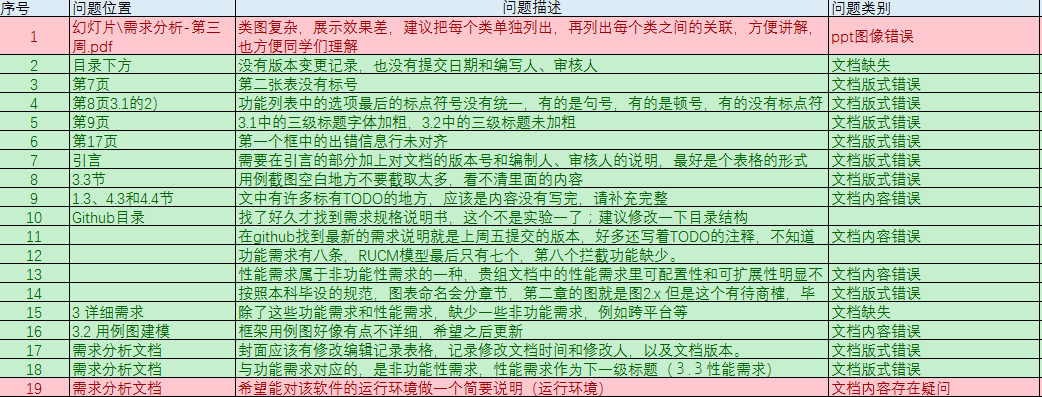 序号 问题位置 问题描述 问题类别
1 幻灯片\需求分析-第三周.pdf 类图复杂，展示效果差，建议把每个类单独列出，再列出每个类之间的关联，方便讲解，也方便同学们理解 ppt图像错误
2 目录下方 没有版本变更记录，也没有提交日期和编写人、审核人 文档缺失
3 第7页 第二张表没有标号 文档版式错误
4 第8页3.1的2) 功能列表中的选项最后的标点符号没有统一，有的是句号，有的是顿号，有的没有标点符 文档版式错误
5 第9页 3.1中的三级标题字体加粗，3.2中的三级标题未加粗 文档版式错误
6 第17页 第一个框中的出错信息行未对齐 文档版式错误
7 引言 需要在引言的部分加上对文档的版本号和编制人、审核人的说明，最好是个表格的形式 文档版式错误
8 3.3节 用例截图空白地方不要截取太多，看不清里面的内容 文档版式错误
9 1.3、4.3和4.4节 文中有许多标有TODO的地方，应该是内容没有写完，请补充完整 文档内容错误
10 Github目录 找了好久才找到需求规格说明书，这个不是实验一了；建议修改一下目录结构
11 在github找到最新的需求说明就是上周五提交的版本，好多还写着TODO的注释，不知道 文档内容错误
12 功能需求有八条，RUCM模型最后只有七个，第八个拦截功能缺少。
13 性能需求属于非功能性需求的一种，贵组文档中的性能需求里可配置性和可扩展性明显不 文档内容错误
14 按照本科毕设的规范，图表命名会分章节，第二章的图就是图2.x 但是这个有待商榷，毕 文档版式错误
15 3 详细需求 除了这些功能需求和性能需求，缺少一些非功能需求，例如跨平台等 文档缺失
16 3.2 用例图建模 框架用例图好像有点不详细，希望之后更新 文档内容错误
17 需求分析文档 封面应该有修改编辑记录表格，记录修改文档时间和修改人，以及文档版本。 文档版式错误
18 需求分析文档 与功能需求对应的，是非功能性需求，性能需求作为下一级标题（3.3性能需求） 文档版式错误
19 需求分析文档 希望能对该软件的运行环境做一个简要说明（运行环境） 文档内容存在疑问